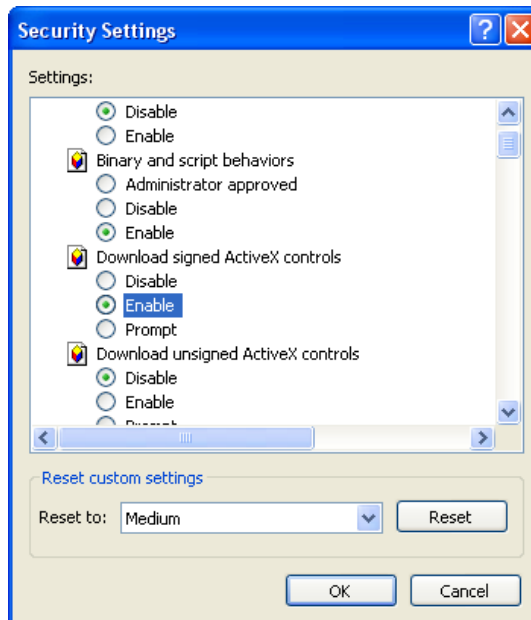 Security Settings
Settings:
Disable
Enable
Binary and script behaviors
Administrator approved
Disable
Enable
Download signed ActiveX controls
Disable
Enable
Prompt
Download unsigned ActiveX controls
Disable
Enable
Prompt
Reset custom settings
Reset to: Medium Reset
OK Cancel